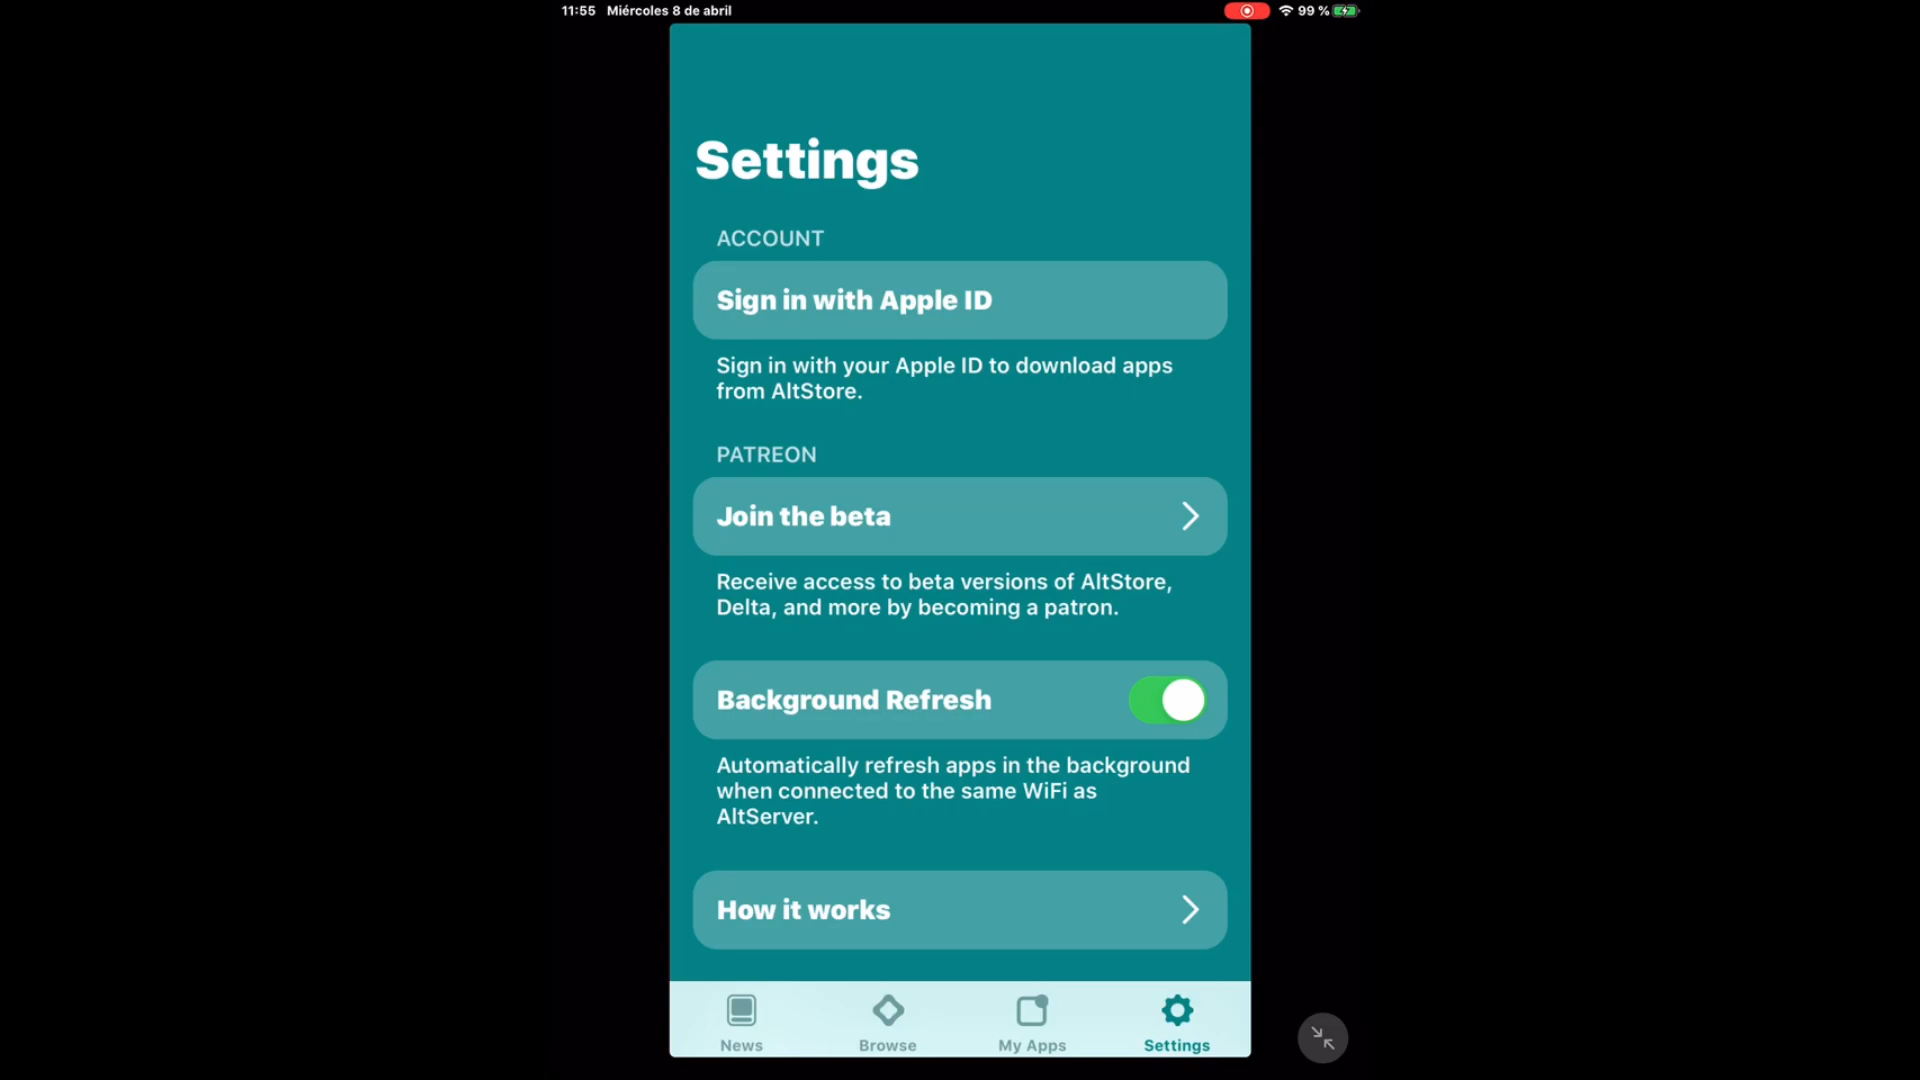 11:55 Miércoles 8 de abril
99 %
Settings
ACCOUNT
Sign in with Apple ID
Sign in with your Apple ID to download apps
from AltStore.
PATREON
Join the beta
Receive access to beta versions of AltStore,
Delta, and more by becoming a patron.
Background Refresh
Automatically refresh apps in the background
when connected to the same WiFi as
AltServer.
How it works
News
Browse
My Apps
Settings